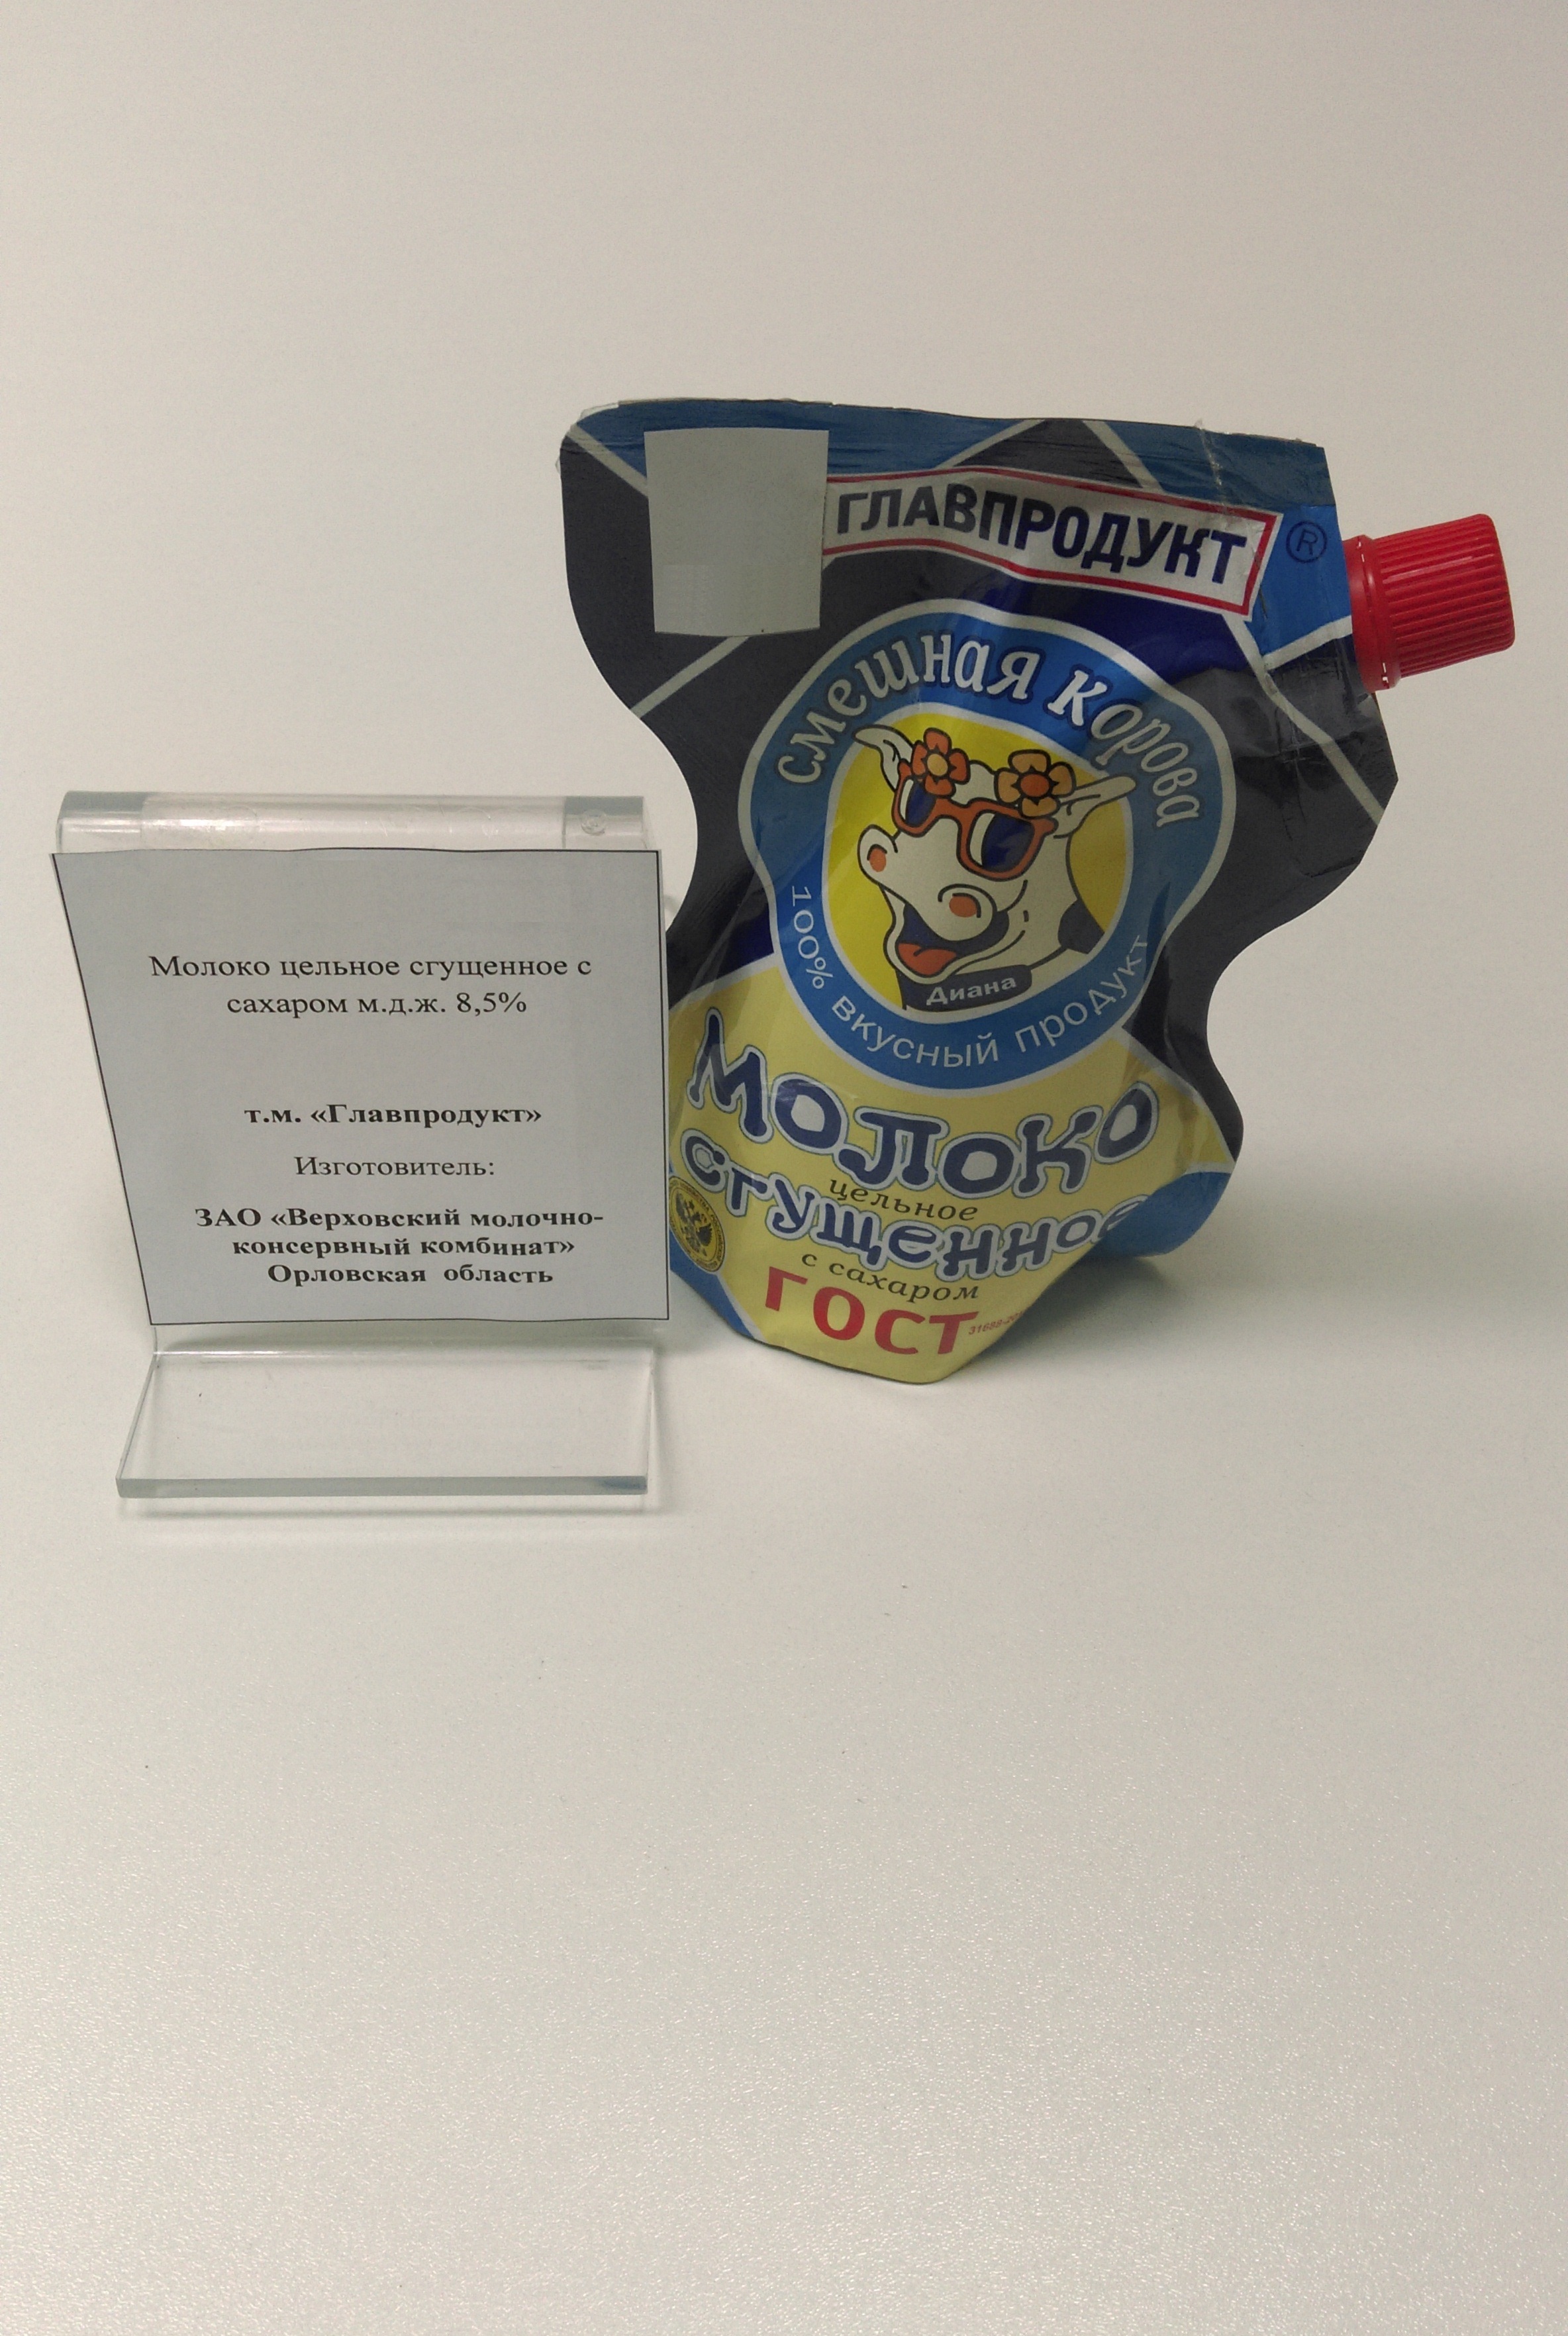 Молоко цельное сгущенное с
сахаром м.д.ж. 8,5%
т.м. «Главпродукт»
Изготовитель:
ЗАО «Верховский молочно-
консервный комбинат»
Орловская область
ГЛАВПРОДУКТ ®
смешная корова
Диана
100% вкусный продукт
МОЛОКО
цельное
сгущенное
с сахаром
ГОСТ